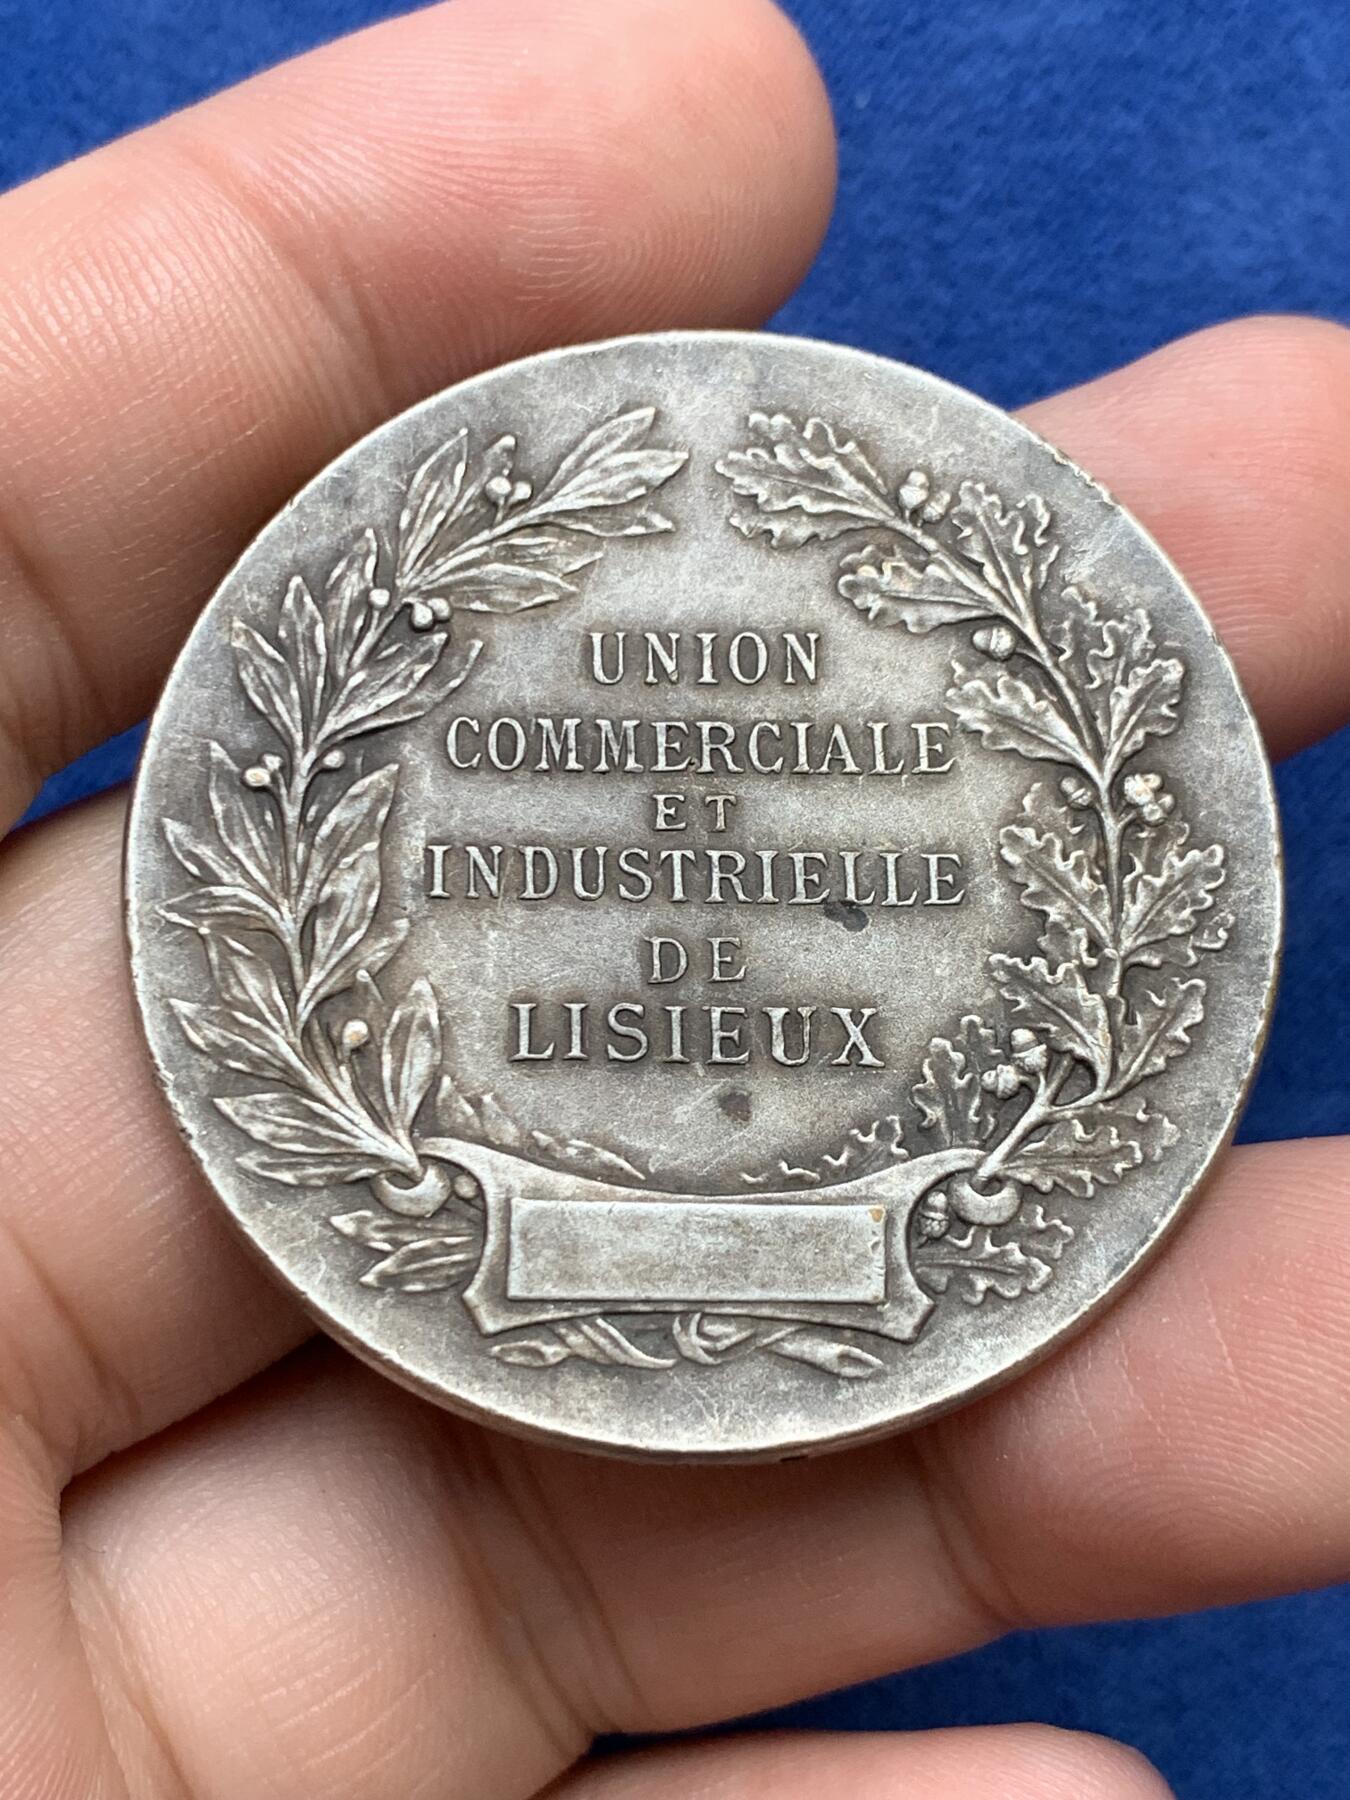 UNION
COMMERCIALE
ET
INDUSTRIELLE
DE
LISIEUX